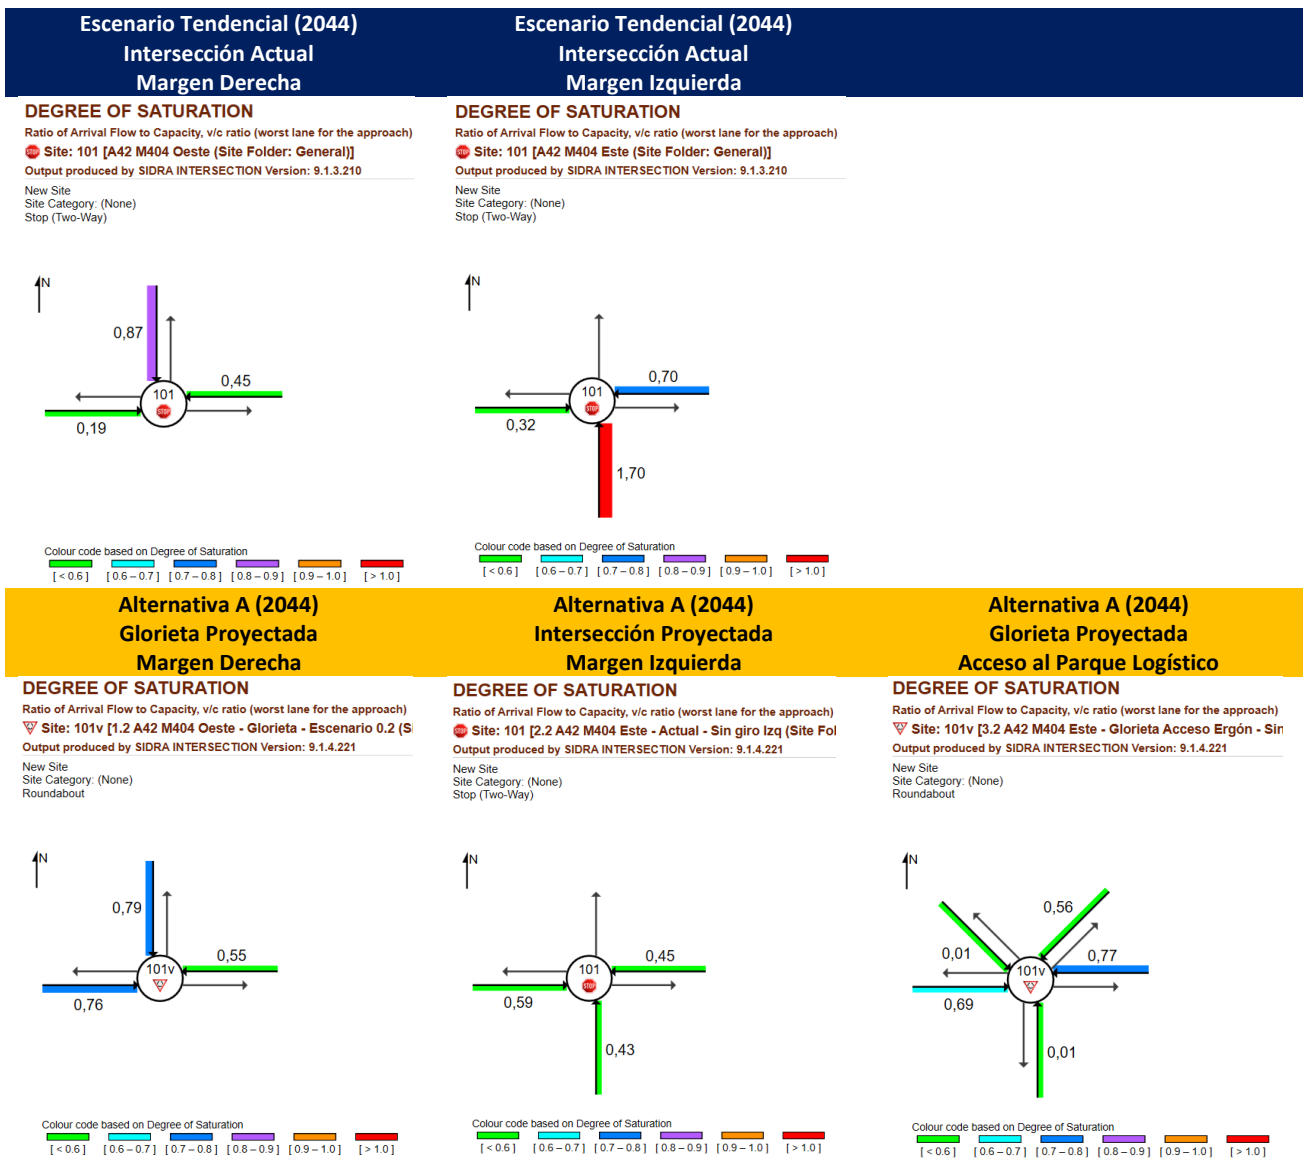 Escenario Tendencial (2044)
Intersección Actual
Margen Derecha
DEGREE OF SATURATION
Ratio of Arrival Flow to Capacity, v/c ratio (worst lane for the approach)
STOP Site: 101 [A42 M404 Oeste (Site Folder: General)]
Output produced by SIDRA INTERSECTION Version: 9.1.3.210
New Site
Site Category: (None)
Stop (Two-Way)
N
0,87
0,45
101
STOP
0,19
Colour code based on Degree of Saturation
[ < 0.6 ] [ 0.6 – 0.7 ] [ 0.7 – 0.8 ] [ 0.8 – 0.9 ] [ 0.9 – 1.0 ] [ > 1.0 ]
Escenario Tendencial (2044)
Intersección Actual
Margen Izquierda
DEGREE OF SATURATION
Ratio of Arrival Flow to Capacity, v/c ratio (worst lane for the approach)
STOP Site: 101 [A42 M404 Este (Site Folder: General)]
Output produced by SIDRA INTERSECTION Version: 9.1.3.210
New Site
Site Category: (None)
Stop (Two-Way)
N
0,70
101
STOP
0,32
1,70
Colour code based on Degree of Saturation
[ < 0.6 ] [ 0.6 – 0.7 ] [ 0.7 – 0.8 ] [ 0.8 – 0.9 ] [ 0.9 – 1.0 ] [ > 1.0 ]
Alternativa A (2044)
Glorieta Proyectada
Margen Derecha
DEGREE OF SATURATION
Ratio of Arrival Flow to Capacity, v/c ratio (worst lane for the approach)
Site: 101v [1.2 A42 M404 Oeste - Glorieta - Escenario 0.2 (Si
Output produced by SIDRA INTERSECTION Version: 9.1.4.221
New Site
Site Category: (None)
Roundabout
N
0,79
0,55
101v
0,76
Colour code based on Degree of Saturation
[ < 0.6 ] [ 0.6 – 0.7 ] [ 0.7 – 0.8 ] [ 0.8 – 0.9 ] [ 0.9 – 1.0 ] [ > 1.0 ]
Alternativa A (2044)
Intersección Proyectada
Margen Izquierda
DEGREE OF SATURATION
Ratio of Arrival Flow to Capacity, v/c ratio (worst lane for the approach)
STOP Site: 101 [2.2 A42 M404 Este - Actual - Sin giro Izq (Site Fol
Output produced by SIDRA INTERSECTION Version: 9.1.4.221
New Site
Site Category: (None)
Stop (Two-Way)
N
0,45
101
STOP
0,59
0,43
Colour code based on Degree of Saturation
[ < 0.6 ] [ 0.6 – 0.7 ] [ 0.7 – 0.8 ] [ 0.8 – 0.9 ] [ 0.9 – 1.0 ] [ > 1.0 ]
Alternativa A (2044)
Glorieta Proyectada
Acceso al Parque Logístico
DEGREE OF SATURATION
Ratio of Arrival Flow to Capacity, v/c ratio (worst lane for the approach)
Site: 101v [3.2 A42 M404 Este - Glorieta Acceso Ergón - Sin
Output produced by SIDRA INTERSECTION Version: 9.1.4.221
New Site
Site Category: (None)
Roundabout
N
0,56
0,01
0,77
101v
0,69
0,01
Colour code based on Degree of Saturation
[ < 0.6 ] [ 0.6 – 0.7 ] [ 0.7 – 0.8 ] [ 0.8 – 0.9 ] [ 0.9 – 1.0 ] [ > 1.0 ]